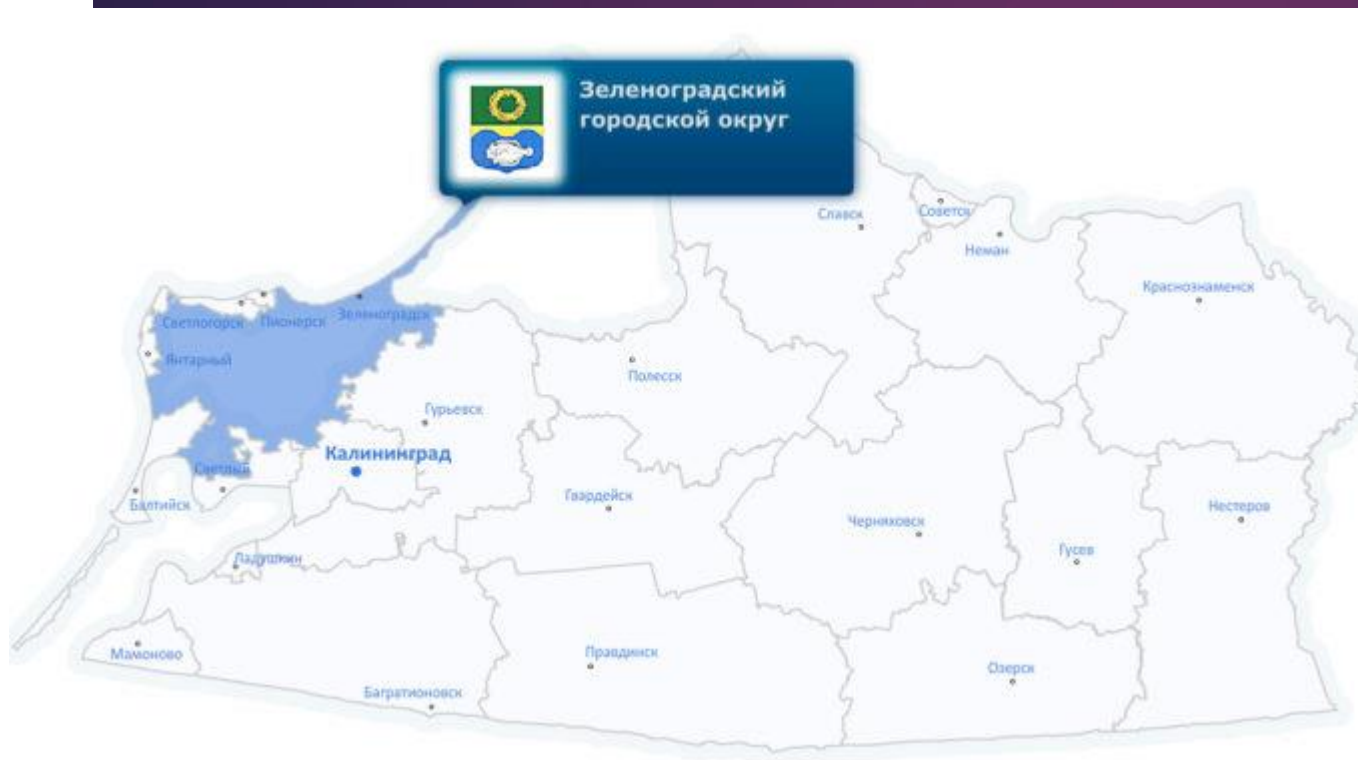 Зеленоградский
городской округ
Славск
Советск
Неман
Краснознаменск
Светлогорск
Пионерск
Зеленоградск
Янтарный
Полесск
Гурьевск
Калининград
Светлый
Балтийск
Гвардейск
Черняховск
Нестеров
Гусев
Ладушкин
Мамоново
Правдинск
Озерск
Багратионовск